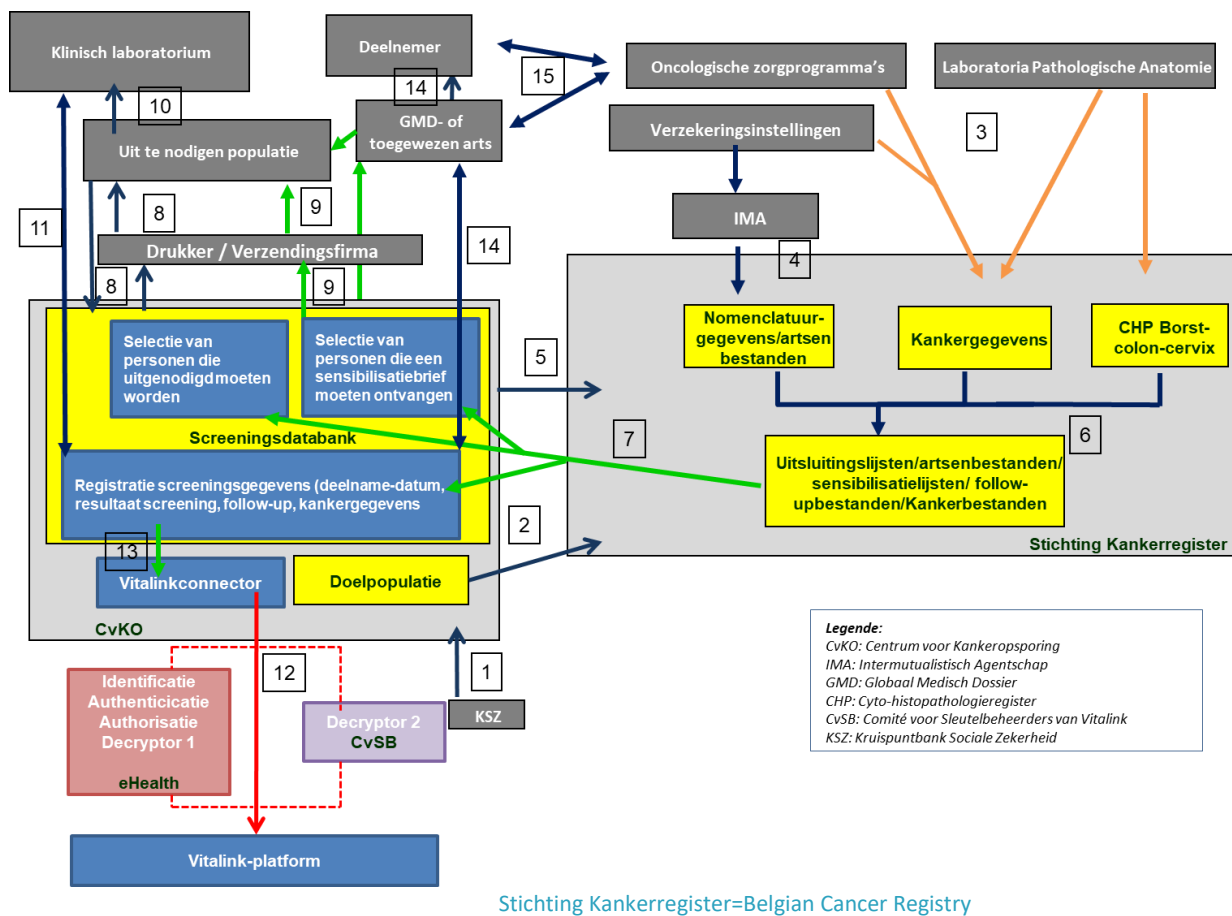 Klinisch laboratorium
Deelnemer
14
15
Oncologische zorgprogramma's
Laboratoria Pathologische Anatomie
10
GMD- of
toegewezen arts
Verzekeringsinstellingen
3
Uit te nodigen populatie
8
9
11
IMA
Drukker / Verzendingsfirma
14
4
8
9
Selectie van
personen die
uitgenodigd moeten
worden
Selectie van
personen die een
sensibilisatiebrief
moeten ontvangen
5
Nomenclatuur-
gegevens/artsen
bestanden
Kankergegevens
CHP Borst-
colon-cervix
Screeningsdatabank
7
6
Registratie screeningsgegevens (deelname-datum,
resultaat screening, follow-up, kankergegevens
Uitsluitingslijsten/artsenbestanden/
sensibilisatielijsten/ follow-
upbestanden/Kankerbestanden
2
Stichting Kankerregister
13
Vitalinkconnector
Doelpopulatie
CvKO
12
1
Identificatie
Authenticicatie
Authorisatie
Decryptor 1
eHealth
Decryptor 2
CvSB
KSZ
Legende:
CvKO: Centrum voor Kankeropsporing
IMA: Intermutualistisch Agentschap
GMD: Globaal Medisch Dossier
CHP: Cyto-histopathologieregister
CvSB: Comité voor Sleutelbeheerders van Vitalink
KSZ: Kruispuntbank Sociale Zekerheid
Vitalink-platform
Stichting Kankerregister=Belgian Cancer Registry